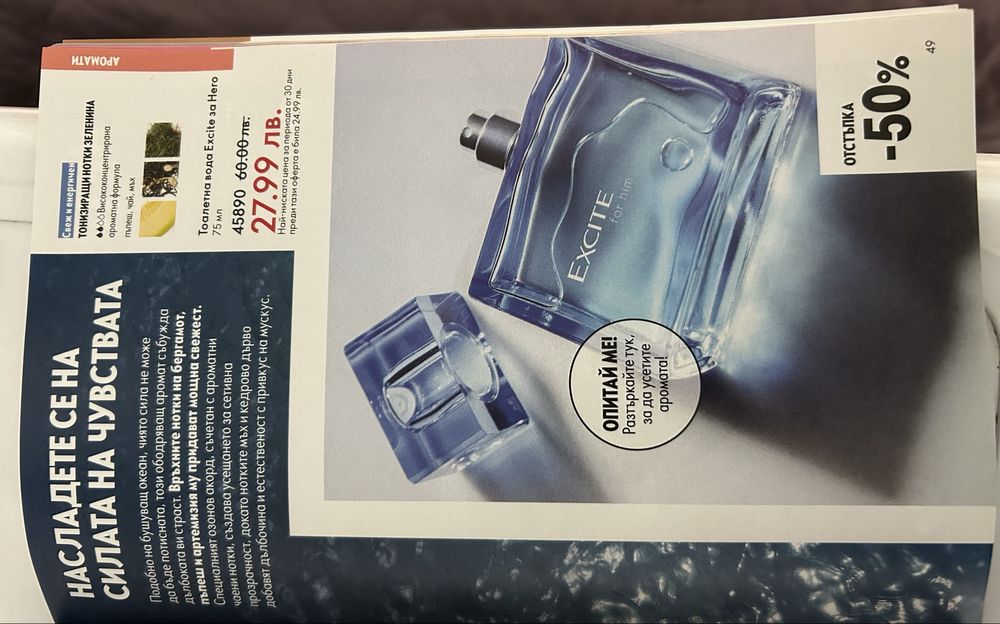 АРОМАТИ
НАСЛАДЕТЕ СЕ НА
СИЛАТА НА ЧУВСТВАТА
Подобно на бушуващ океан, чиято сила не може
да бъде потисната, този ободряващ аромат събужда
дълбоката ви страст. Връхните нотки на бергамот,
пъпеш и артемизия му придават мощна свежест.
Специалният озонов акорд, съчетан с ароматни
чаени нотки, създава усещането за сетивна
прозрачност, докато нотките мъх и кедрово дърво
добавят дълбочина и естественост с привкус на мускус.
Свеж и енергичен
ТОНИЗИРАЩИ НОТКИ ЗЕЛЕНИНА
Висококонцентрирана
ароматна формула
пъпеш, чай, мъх
Тоалетна вода Excite за Него
75 мл
45890 60.00 лв.
27.99 ЛВ.
Най-ниската цена за периода от 30 дни
преди тази оферта е била 24.99 лв.
EXCITE
for him
ОПИТАЙ МЕ!
Разтъркайте тук,
за да усетите
аромата!
ОТСТЪПКА
-50%
49